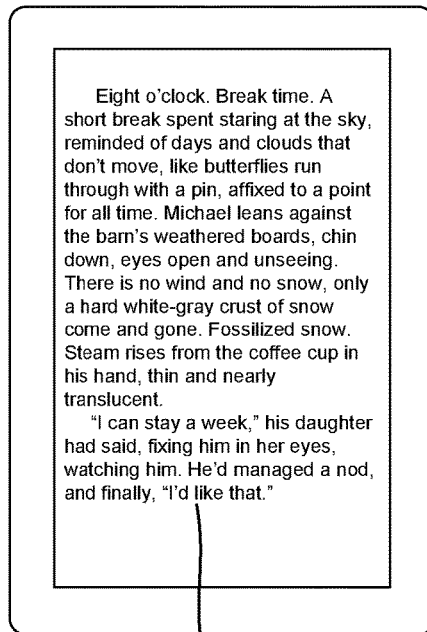 Eight o’clock. Break time. A
short break spent staring at the sky,
reminded of days and clouds that
don’t move, like butterflies run
through with a pin, affixed to a point
for all time. Michael leans against
the barn’s weathered boards, chin
down, eyes open and unseeing.
There is no wind and no snow, only
a hard white-gray crust of snow
come and gone. Fossilized snow.
Steam rises from the coffee cup in
his hand, thin and nearly
translucent.
“I can stay a week,” his daughter
had said, fixing him in her eyes,
watching him. He’d managed a nod,
and finally, “I’d like that.”